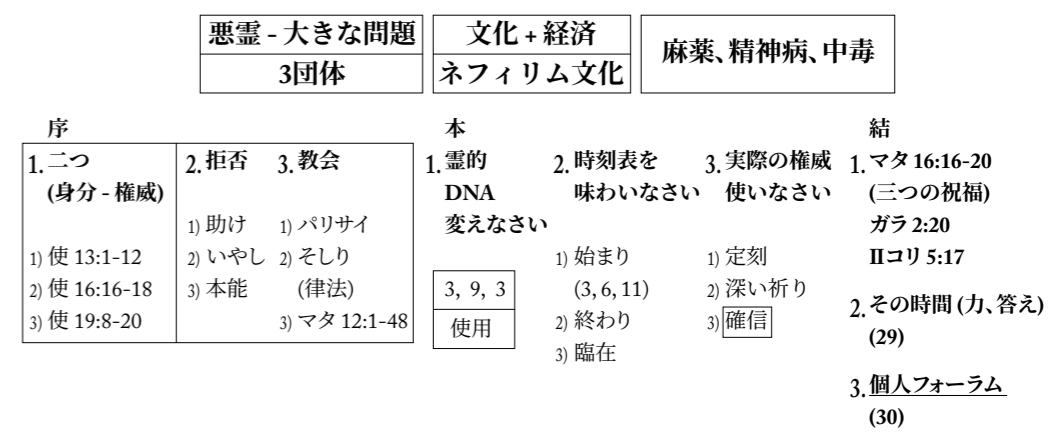 悪霊 - 大きな問題
3団体
文化 + 経済
ネフィリム文化
麻薬、精神病、中毒
序
1. 二つ
(身分 - 権威)
1) 使 13:1-12
2) 使 16:16-18
3) 使 19:8-20
2. 拒否
1) 助け
2) いやし
3) 本能
3. 教会
1) パリサイ
2) そしり
(律法)
3) マタ 12:1-48
本
1. 霊的
DNA
変えなさい
3, 9, 3
使用
2. 時刻表を
味わいなさい
1) 始まり
(3, 6, 11)
2) 終わり
3) 臨在
3. 実際の権威
使いなさい
1) 定刻
2) 深い祈り
3) 確信
結
1. マタ 16:16-20
(三つの祝福)
ガラ 2:20
IIコリ 5:17
2. その時間 (力、答え)
(29)
3. 個人フォーラム
(30)